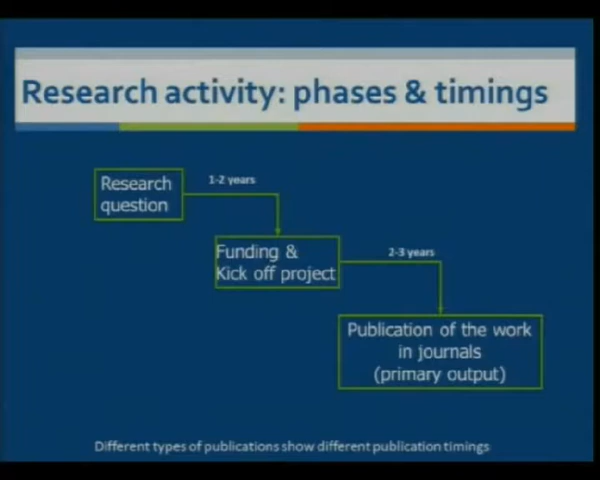 Research activity: phases & timings
Research
question
1-2 years
Funding &
Kick off project
2-3 years
Publication of the work
in journals
(primary output)
Different types of publications show different publication timings